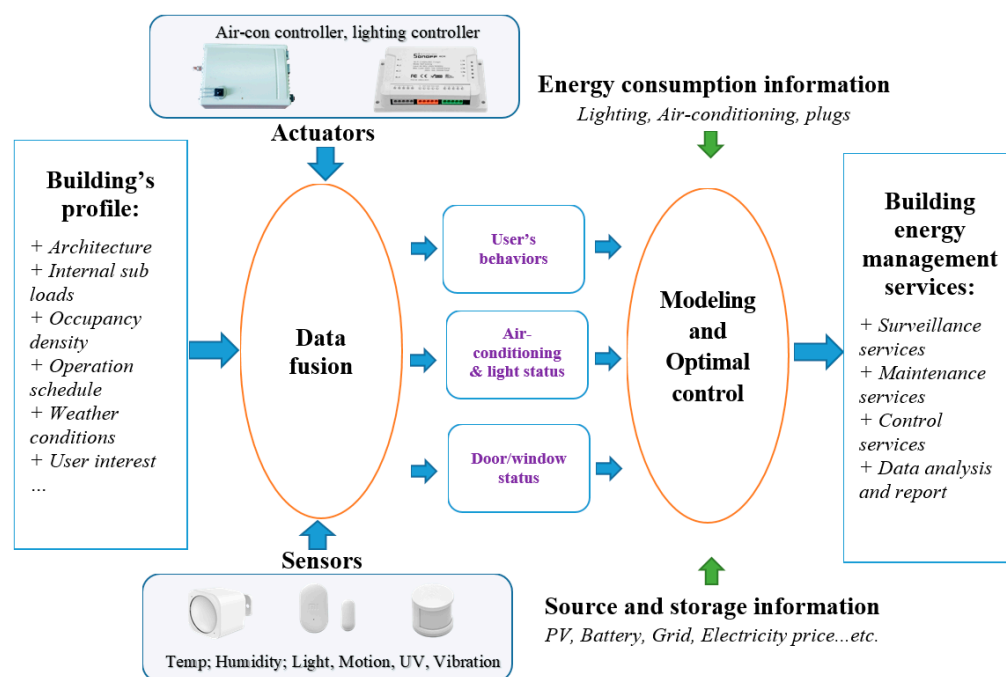 Air-con controller, lighting controller
SONOFF
Actuators
Energy consumption information
Lighting, Air-conditioning, plugs
Building’s
profile:
+ Architecture
+ Internal sub
loads
+ Occupancy
density
+ Operation
schedule
+ Weather
conditions
+ User interest
...
Data
fusion
User’s
behaviors
Air-
conditioning
& light status
Door/window
status
Modeling
and
Optimal
control
Building
energy
management
services:
+ Surveillance
services
+ Maintenance
services
+ Control
services
+ Data analysis
and report
Sensors
Temp; Humidity; Light, Motion, UV, Vibration
Source and storage information
PV, Battery, Grid, Electricity price...etc.